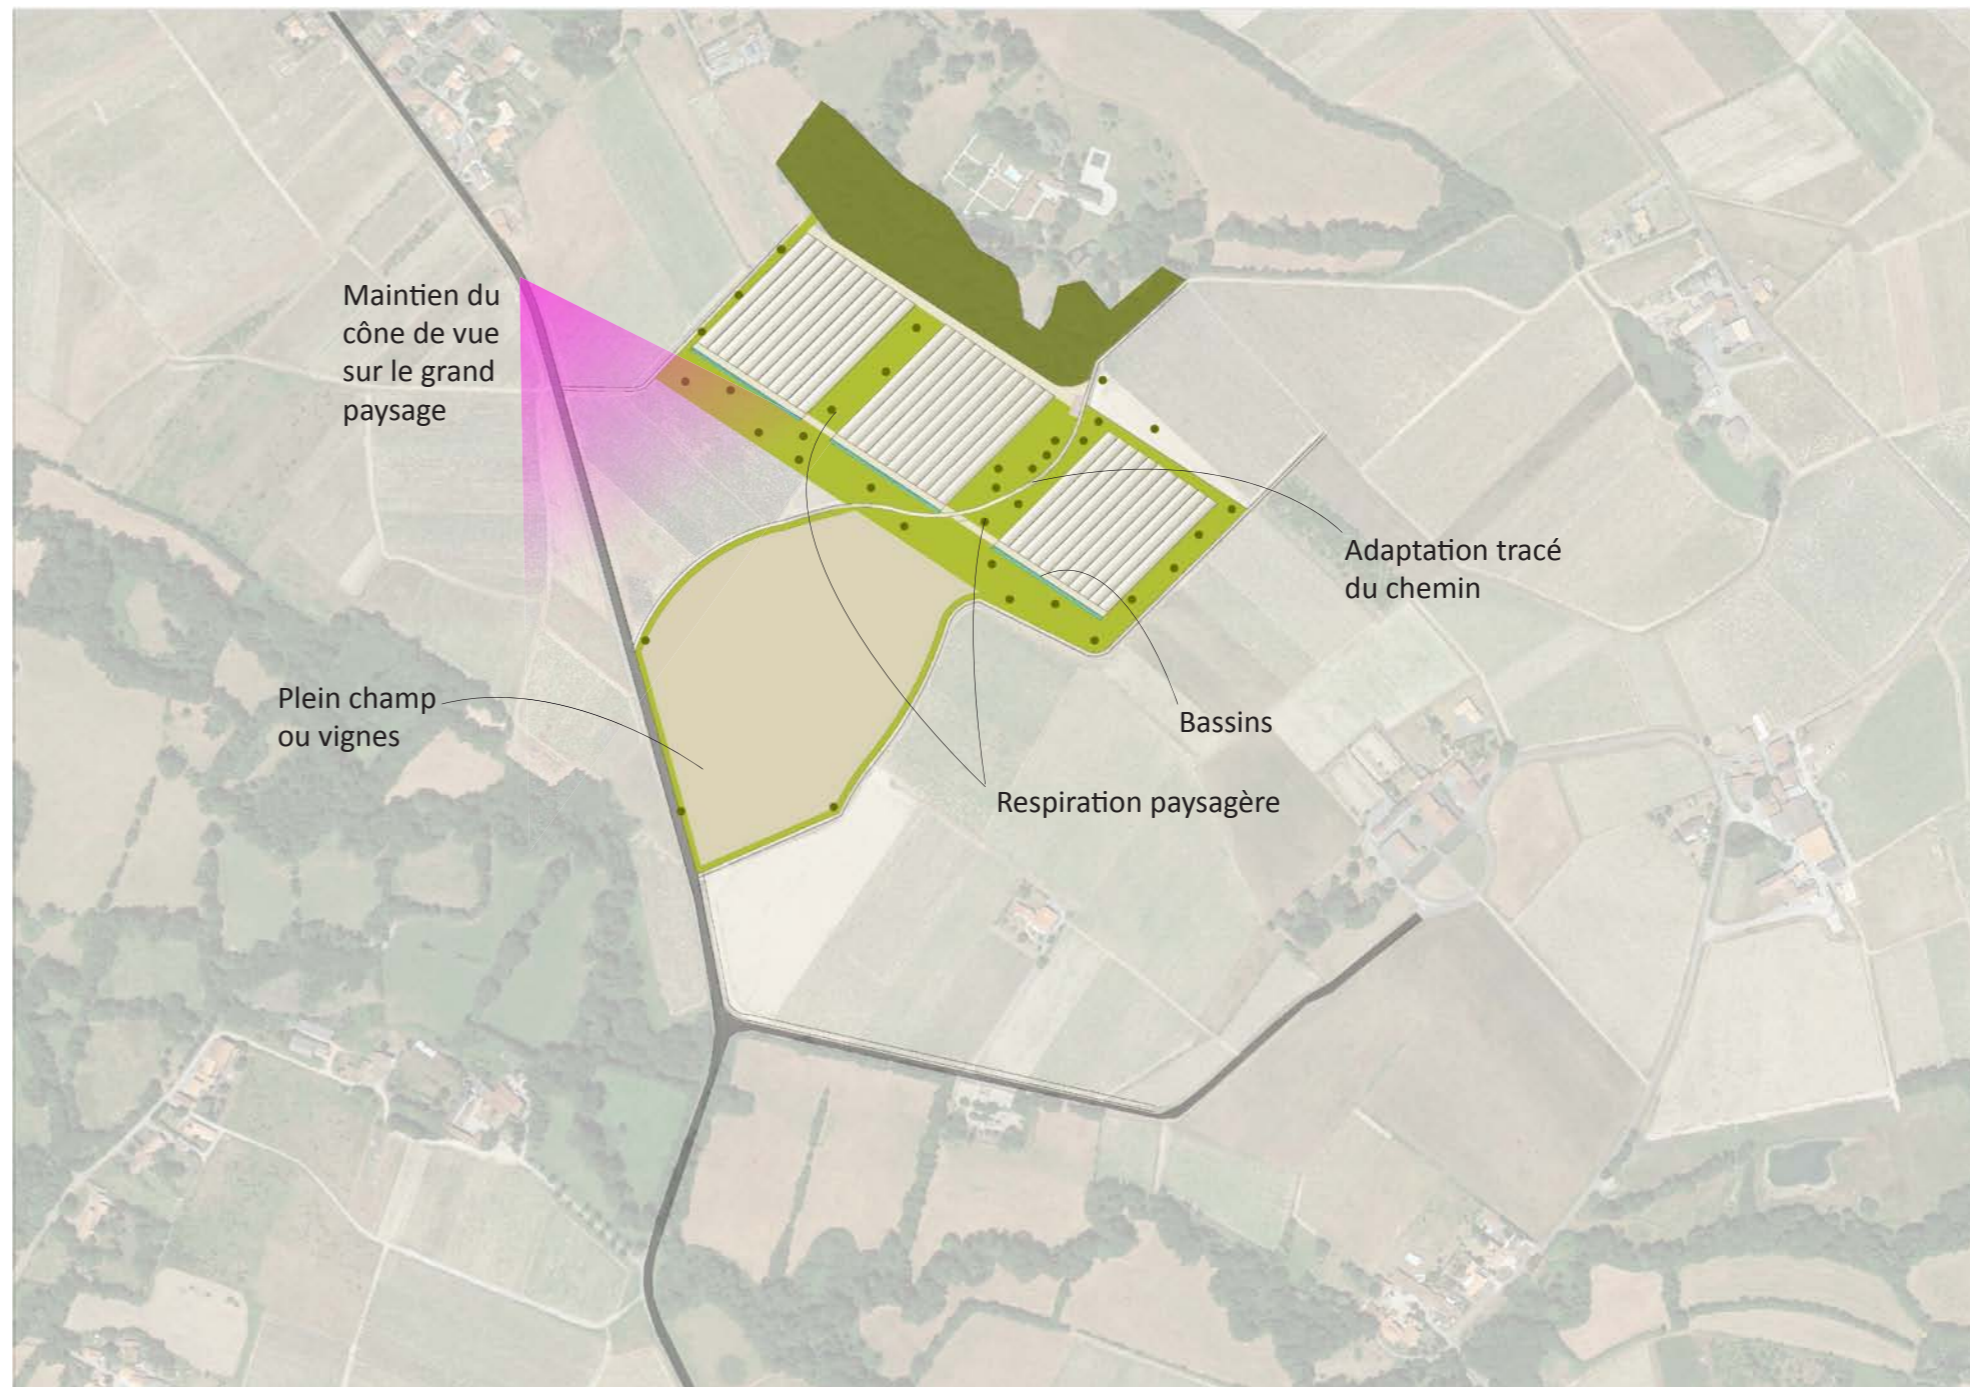 Maintien du
cône de vue
sur le grand
paysage
Adaptation tracé
du chemin
Plein champ
ou vignes
Bassins
Respiration paysagère